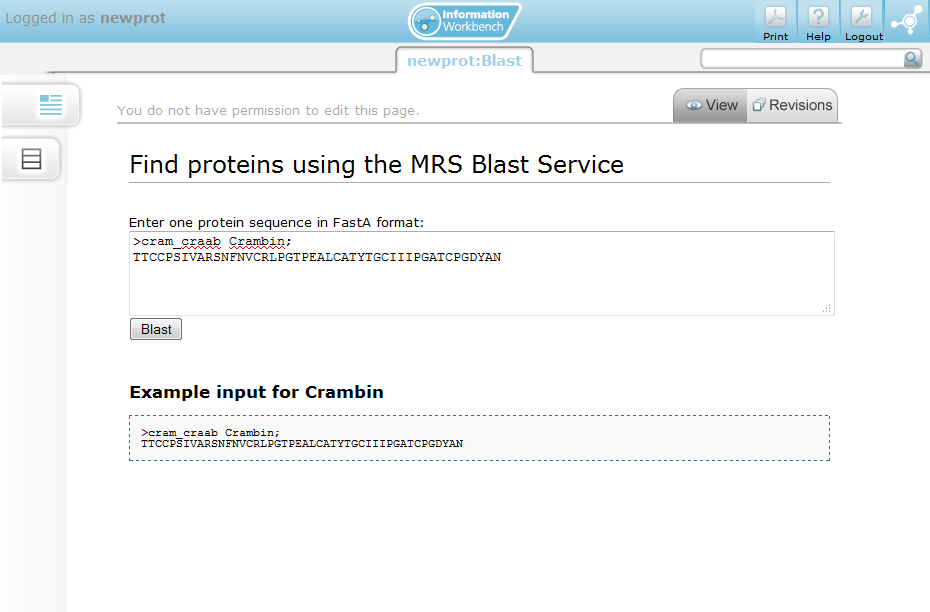 Logged in as newprot
Information
Workbench
Print Help Logout
newprot:Blast
You do not have permission to edit this page.
View Revisions
Find proteins using the MRS Blast Service
Enter one protein sequence in FastA format:
>cram_craab Crambin;
TTCCPSIVARSNFNVCRLPGTPEALCATYTGCIIIPGATCPGDYAN
Blast
Example input for Crambin
>cram_craab Crambin;
TTCCPSIVARSNFNVCRLPGTPEALCATYTGCIIIPGATCPGDYAN